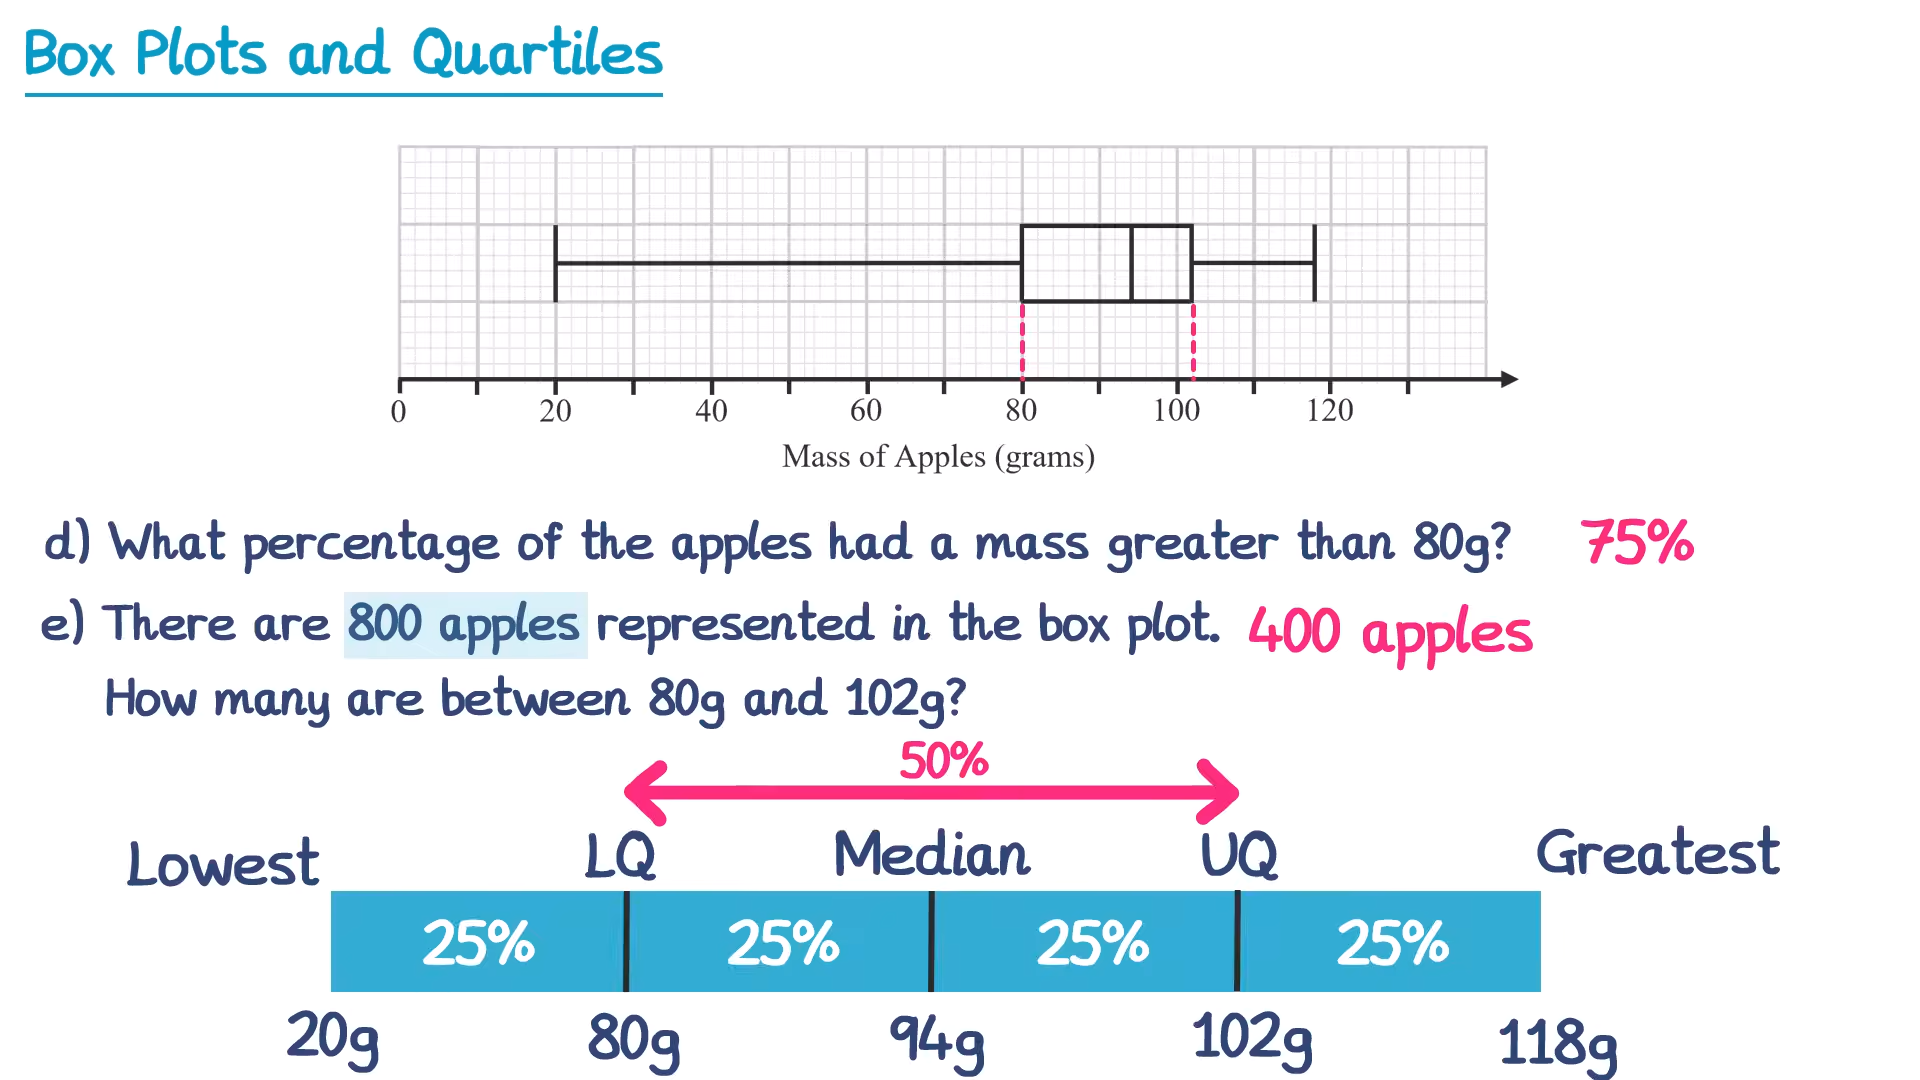 Box Plots and Quartiles
0 20 40 60 80 100 120
Mass of Apples (grams)
d) What percentage of the apples had a mass greater than 80g? 75%
e) There are 800 apples represented in the box plot. 400 apples
How many are between 80g and 102g?
50%
Lowest LQ Median UQ Greatest
25% 25% 25% 25%
20g 80g 94g 102g 118g